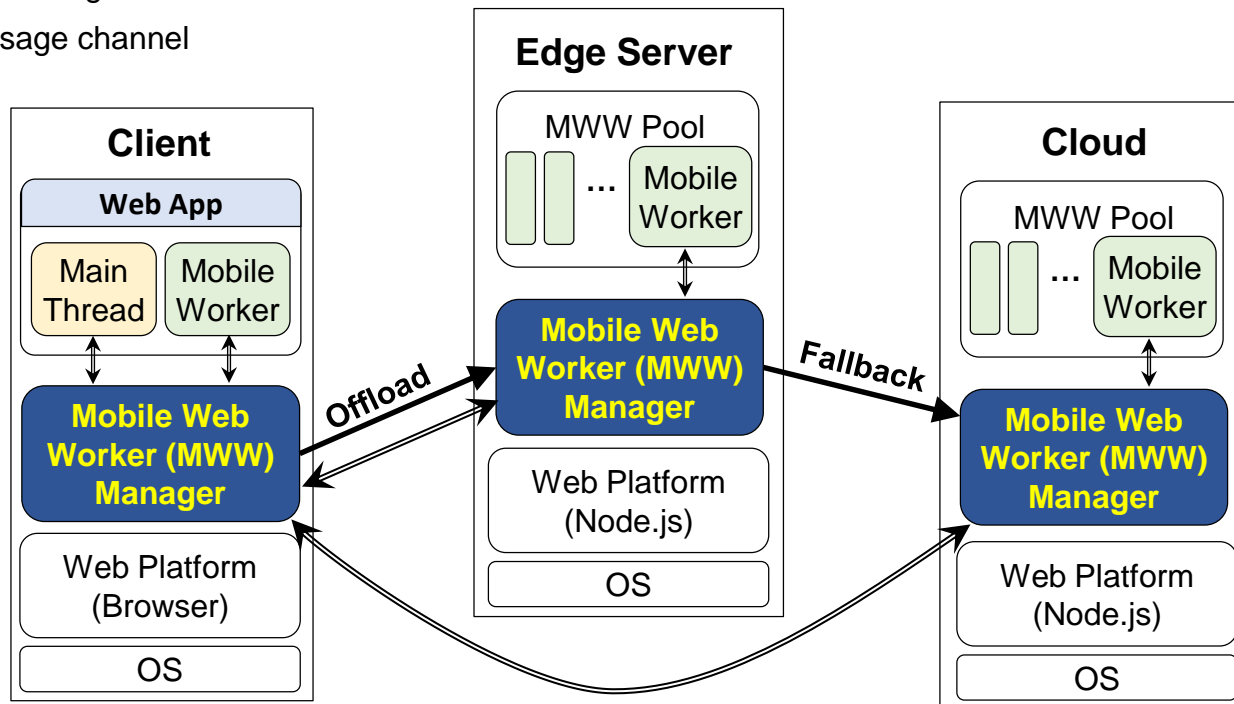 sage channel
Client
Web App
Main
Thread
Mobile
Worker
Mobile Web
Worker (MWW)
Manager
Web Platform
(Browser)
OS
Offload
Edge Server
MWW Pool
...
Mobile
Worker
Mobile Web
Worker (MWW)
Manager
Web Platform
(Node.js)
OS
Fallback
Cloud
MWW Pool
...
Mobile
Worker
Mobile Web
Worker (MWW)
Manager
Web Platform
(Node.js)
OS